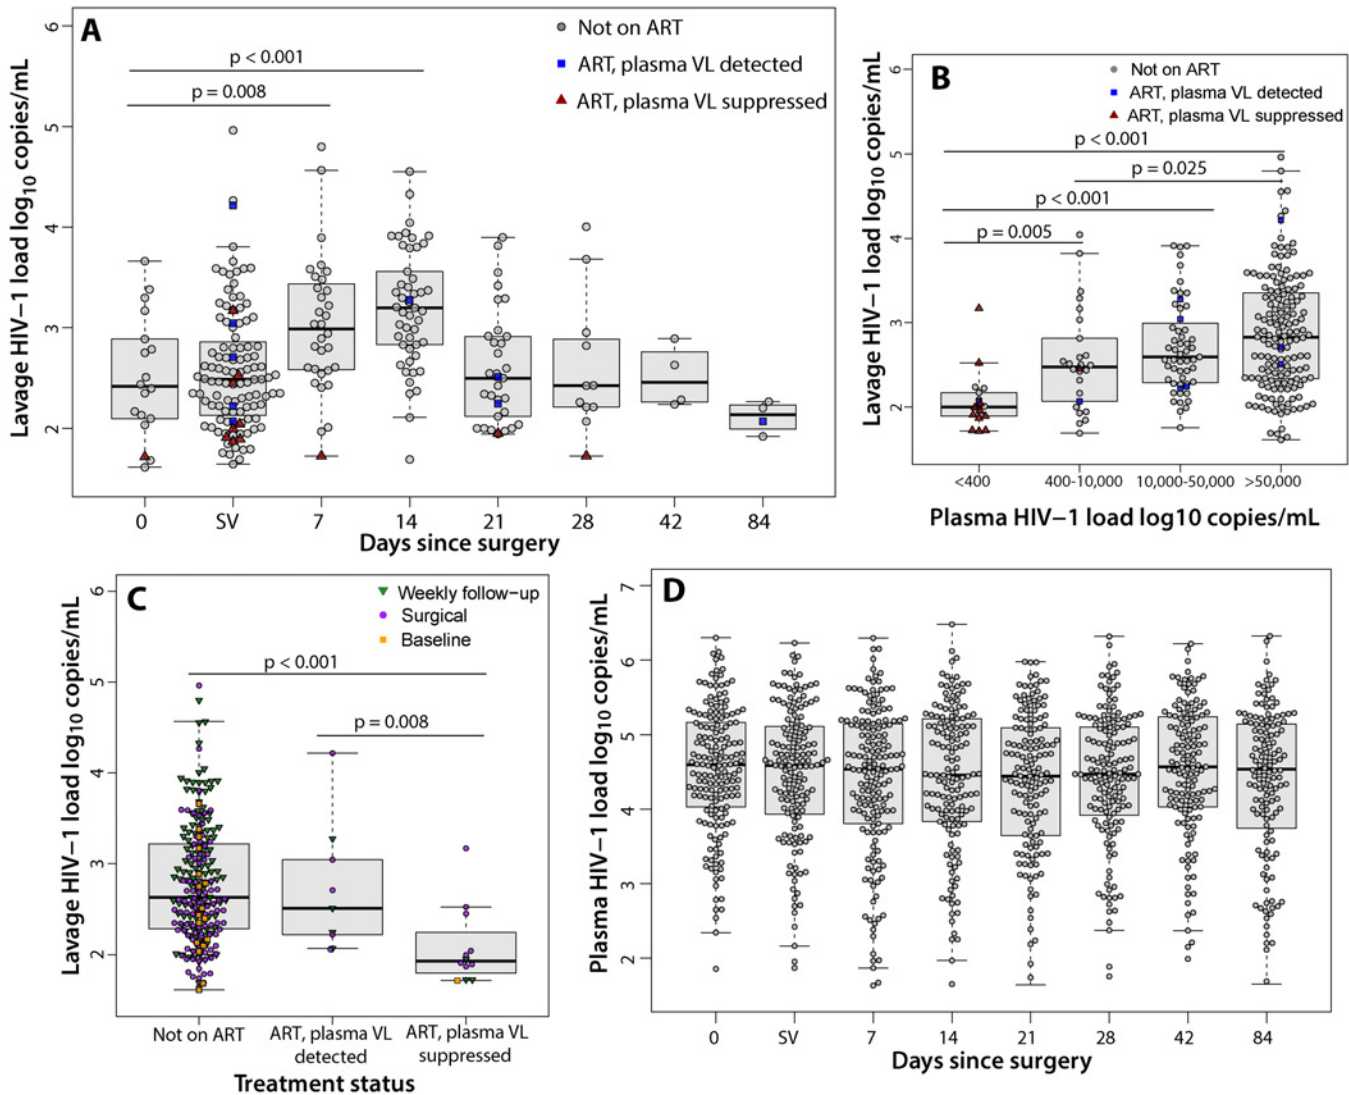 A
Not on ART
ART, plasma VL detected
ART, plasma VL suppressed
p < 0.001
p = 0.008
6
5
4
3
2
Lavage HIV−1 load log10 copies/mL
0 SV 7 14 21 28 42 84
Days since surgery
B
Not on ART
ART, plasma VL detected
ART, plasma VL suppressed
p < 0.001
p = 0.025
p < 0.001
p = 0.005
6
5
4
3
2
Lavage HIV−1 load log10 copies/mL
<400 400-10,000 10,000-50,000 >50,000
Plasma HIV−1 load log10 copies/mL
C
Weekly follow−up
Surgical
Baseline
p < 0.001
p = 0.008
6
5
4
3
2
Lavage HIV−1 load log10 copies/mL
Not on ART ART, plasma VL ART, plasma VL
detected suppressed
Treatment status
D
7
6
5
4
3
2
Plasma HIV−1 load log10 copies/mL
0 SV 7 14 21 28 42 84
Days since surgery